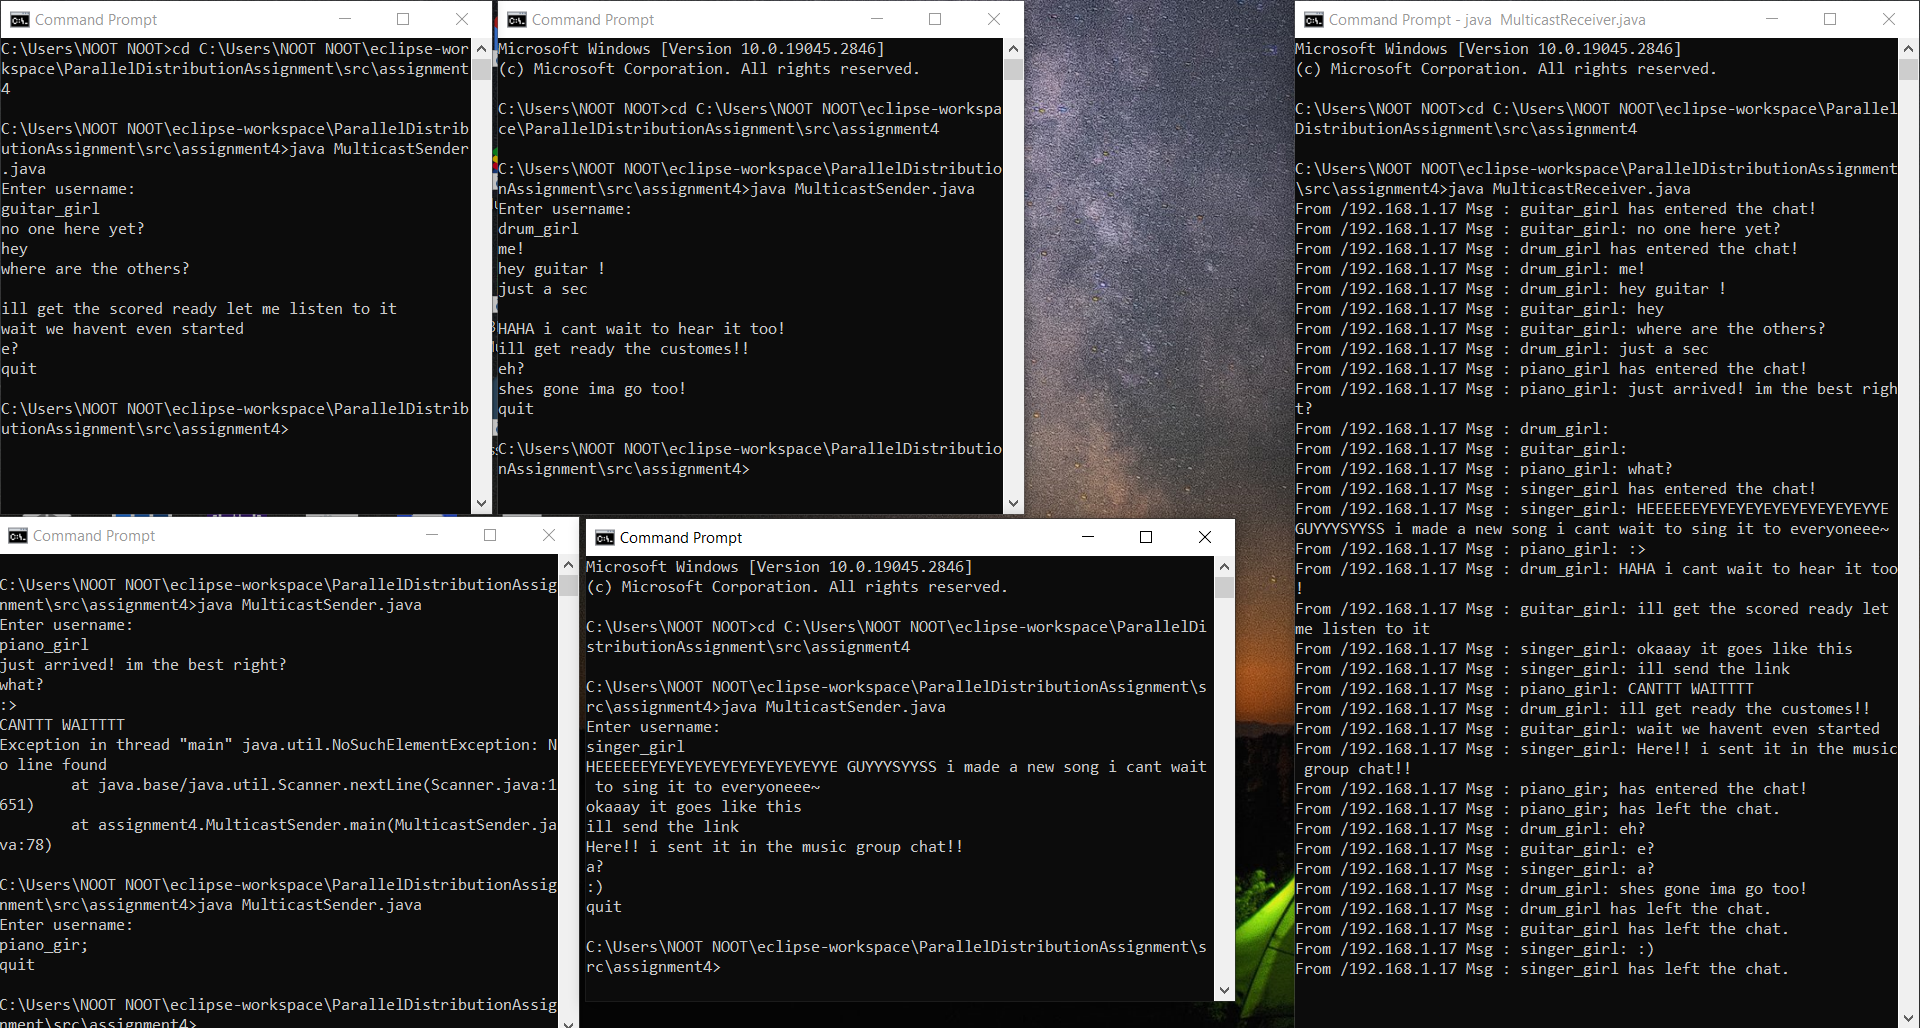 Command Prompt
C:\Users\NOOT NOOT>cd C:\Users\NOOT NOOT\eclipse-wor
kspace\ParallelDistributionAssignment\src\assignment
4
C:\Users\NOOT NOOT\eclipse-workspace\ParallelDistrib
utionAssignment\src\assignment4>java MulticastSender
.java
Enter username:
guitar_girl
no one here yet?
hey
where are the others?
ill get the scored ready let me listen to it
wait we havent even started
e?
quit
C:\Users\NOOT NOOT\eclipse-workspace\ParallelDistrib
utionAssignment\src\assignment4>
Command Prompt
Microsoft Windows [Version 10.0.19045.2846]
(c) Microsoft Corporation. All rights reserved.
C:\Users\NOOT NOOT>cd C:\Users\NOOT NOOT\eclipse-workspa
ce\ParallelDistributionAssignment\src\assignment4
C:\Users\NOOT NOOT\eclipse-workspace\ParallelDistributio
nAssignment\src\assignment4>java MulticastSender.java
Enter username:
drum_girl
me!
hey guitar !
just a sec
HAHA i cant wait to hear it too!
ill get ready the customes!!
eh?
shes gone ima go too!
quit
C:\Users\NOOT NOOT\eclipse-workspace\ParallelDistributio
nAssignment\src\assignment4>
Command Prompt
C:\Users\NOOT NOOT\eclipse-workspace\ParallelDistributionAssig
nment\src\assignment4>java MulticastSender.java
Enter username:
piano_girl
just arrived! im the best right?
what?
:>
CANTTT WAITTTT
Exception in thread "main" java.util.NoSuchElementException: N
o line found
at java.base/java.util.Scanner.nextLine(Scanner.java:1
651)
at assignment4.MulticastSender.main(MulticastSender.ja
va:78)
C:\Users\NOOT NOOT\eclipse-workspace\ParallelDistributionAssig
nment\src\assignment4>java MulticastSender.java
Enter username:
piano_gir;
quit
C:\Users\NOOT NOOT\eclipse-workspace\ParallelDistributionAssig
nment\src\assignment4>
Command Prompt
Microsoft Windows [Version 10.0.19045.2846]
(c) Microsoft Corporation. All rights reserved.
C:\Users\NOOT NOOT>cd C:\Users\NOOT NOOT\eclipse-workspace\ParallelDi
stributionAssignment\src\assignment4
C:\Users\NOOT NOOT\eclipse-workspace\ParallelDistributionAssignment\s
rc\assignment4>java MulticastSender.java
Enter username:
singer_girl
HEEEEEEYEYEYEYEYEYEYEYEYEYYE GUYYYSYYSS i made a new song i cant wait
to sing it to everyoneee~
okaaay it goes like this
ill send the link
Here!! i sent it in the music group chat!!
a?
:)
quit
C:\Users\NOOT NOOT\eclipse-workspace\ParallelDistributionAssignment\s
rc\assignment4>
Command Prompt - java  MulticastReceiver.java
Microsoft Windows [Version 10.0.19045.2846]
(c) Microsoft Corporation. All rights reserved.
C:\Users\NOOT NOOT>cd C:\Users\NOOT NOOT\eclipse-workspace\Parallel
DistributionAssignment\src\assignment4
C:\Users\NOOT NOOT\eclipse-workspace\ParallelDistributionAssignment
\src\assignment4>java MulticastReceiver.java
From /192.168.1.17 Msg : guitar_girl has entered the chat!
From /192.168.1.17 Msg : guitar_girl: no one here yet?
From /192.168.1.17 Msg : drum_girl has entered the chat!
From /192.168.1.17 Msg : drum_girl: me!
From /192.168.1.17 Msg : drum_girl: hey guitar !
From /192.168.1.17 Msg : guitar_girl: hey
From /192.168.1.17 Msg : guitar_girl: where are the others?
From /192.168.1.17 Msg : drum_girl: just a sec
From /192.168.1.17 Msg : piano_girl has entered the chat!
From /192.168.1.17 Msg : piano_girl: just arrived! im the best righ
t?
From /192.168.1.17 Msg : drum_girl:
From /192.168.1.17 Msg : guitar_girl:
From /192.168.1.17 Msg : piano_girl: what?
From /192.168.1.17 Msg : singer_girl has entered the chat!
From /192.168.1.17 Msg : singer_girl: HEEEEEEYEYEYEYEYEYEYEYEYEYYE
GUYYYSYYSS i made a new song i cant wait to sing it to everyoneee~
From /192.168.1.17 Msg : piano_girl: :>
From /192.168.1.17 Msg : drum_girl: HAHA i cant wait to hear it too
!
From /192.168.1.17 Msg : guitar_girl: ill get the scored ready let
me listen to it
From /192.168.1.17 Msg : singer_girl: okaaay it goes like this
From /192.168.1.17 Msg : singer_girl: ill send the link
From /192.168.1.17 Msg : piano_girl: CANTTT WAITTTT
From /192.168.1.17 Msg : drum_girl: ill get ready the customes!!
From /192.168.1.17 Msg : guitar_girl: wait we havent even started
From /192.168.1.17 Msg : singer_girl: Here!! i sent it in the music
group chat!!
From /192.168.1.17 Msg : piano_gir; has entered the chat!
From /192.168.1.17 Msg : piano_gir; has left the chat.
From /192.168.1.17 Msg : drum_girl: eh?
From /192.168.1.17 Msg : guitar_girl: e?
From /192.168.1.17 Msg : singer_girl: a?
From /192.168.1.17 Msg : drum_girl: shes gone ima go too!
From /192.168.1.17 Msg : drum_girl has left the chat.
From /192.168.1.17 Msg : guitar_girl has left the chat.
From /192.168.1.17 Msg : singer_girl: :)
From /192.168.1.17 Msg : singer_girl has left the chat.